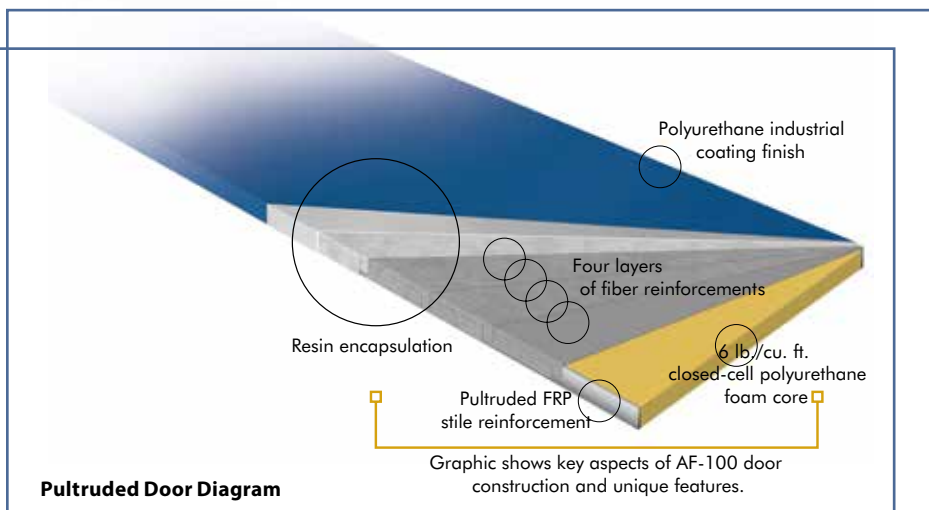 Polyurethane industrial
coating finish
Four layers
of fiber reinforcements
Resin encapsulation
6 lb./cu. ft.
closed-cell polyurethane
foam core
Pultruded FRP
stile reinforcement
Graphic shows key aspects of AF-100 door
construction and unique features.
Pultruded Door Diagram